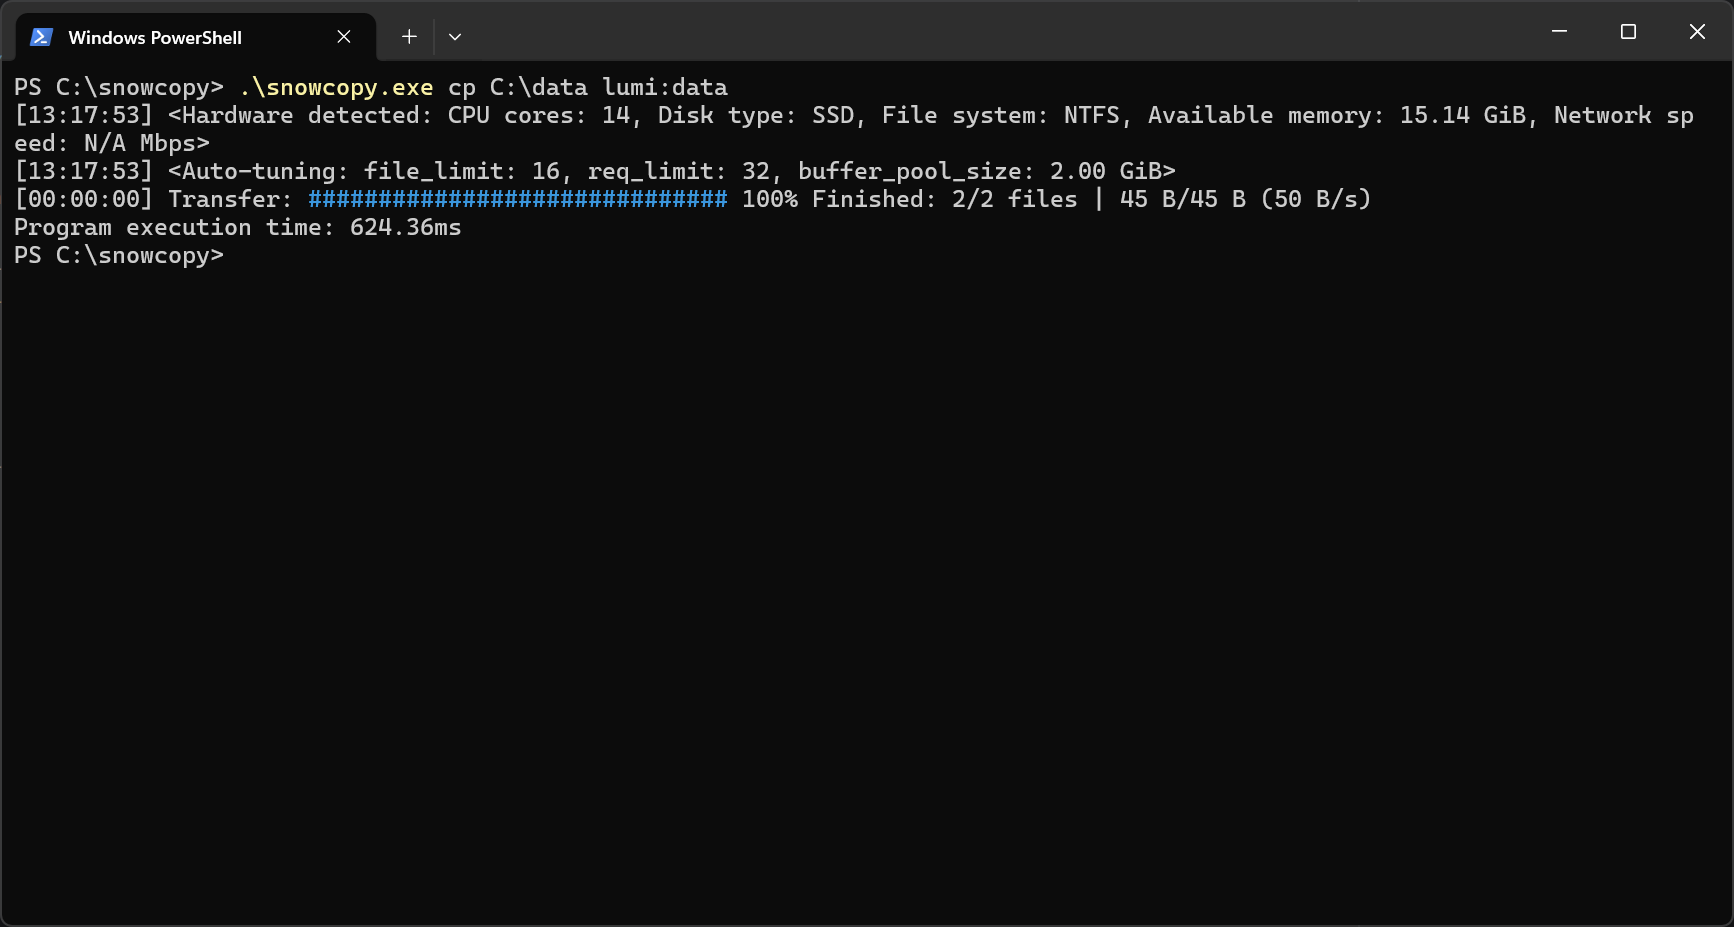 Windows PowerShell
PS C:\snowcopy> .\snowcopy.exe cp C:\data lumi:data
[13:17:53] <Hardware detected: CPU cores: 14, Disk type: SSD, File system: NTFS, Available memory: 15.14 GiB, Network sp
eed: N/A Mbps>
[13:17:53] <Auto-tuning: file_limit: 16, req_limit: 32, buffer_pool_size: 2.00 GiB>
[00:00:00] Transfer: ############################## 100% Finished: 2/2 files | 45 B/45 B (50 B/s)
Program execution time: 624.36ms
PS C:\snowcopy>